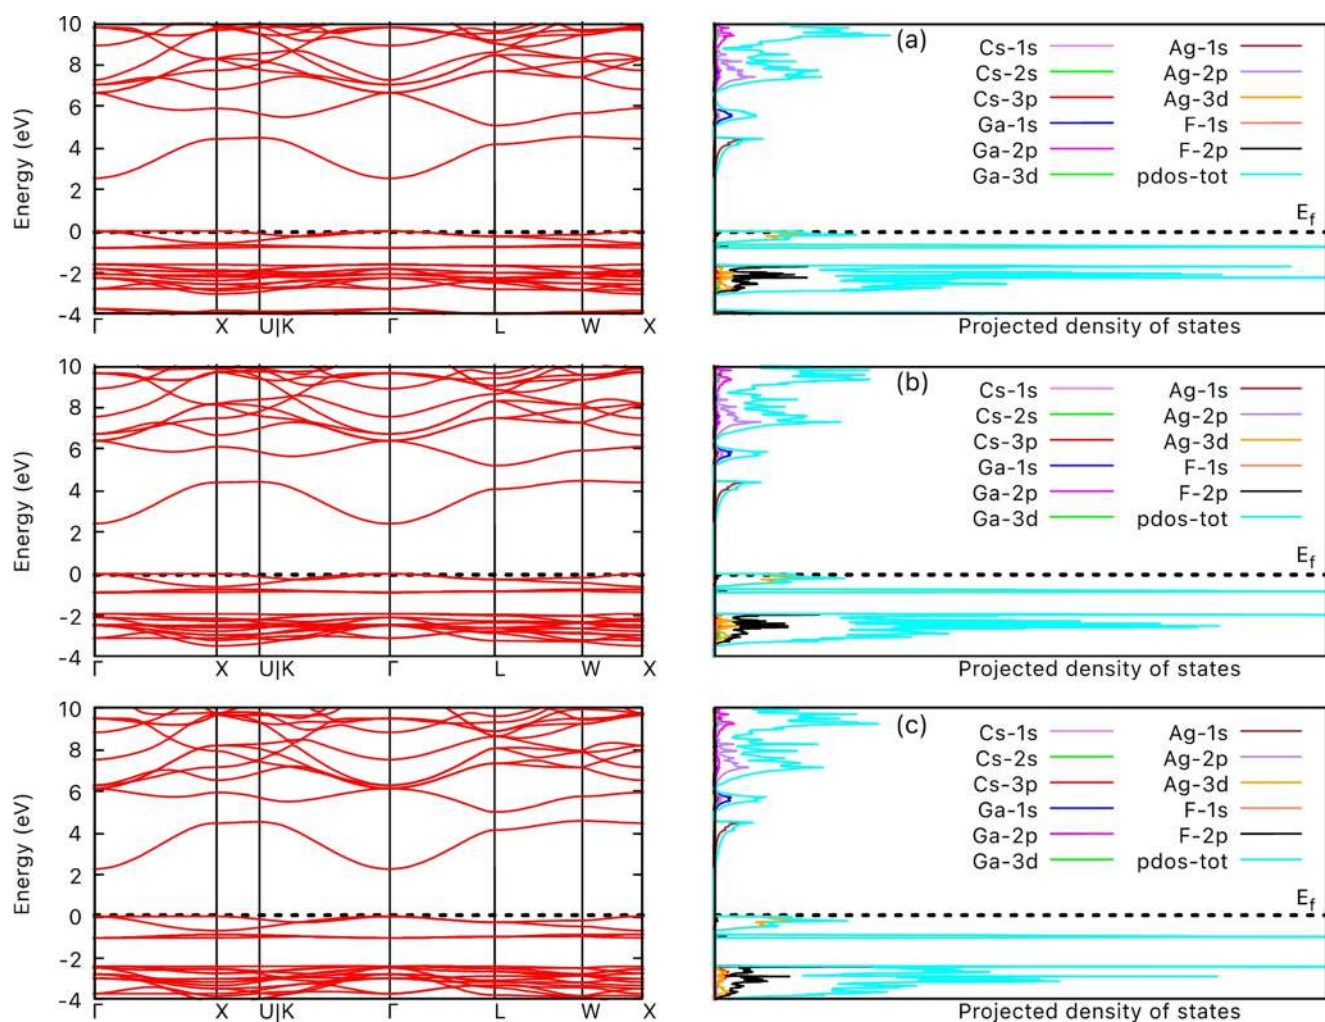 10
8
6
4
2
0
-2
-4
Energy (eV)
Γ X U|K Γ L W X
(a)
Cs-1s Ag-1s
Cs-2s Ag-2p
Cs-3p Ag-3d
Ga-1s F-1s
Ga-2p F-2p
Ga-3d pdos-tot
Ef
Projected density of states
10
8
6
4
2
0
-2
-4
Energy (eV)
Γ X U|K Γ L W X
(b)
Cs-1s Ag-1s
Cs-2s Ag-2p
Cs-3p Ag-3d
Ga-1s F-1s
Ga-2p F-2p
Ga-3d pdos-tot
Ef
Projected density of states
10
8
6
4
2
0
-2
-4
Energy (eV)
Γ X U|K Γ L W X
(c)
Cs-1s Ag-1s
Cs-2s Ag-2p
Cs-3p Ag-3d
Ga-1s F-1s
Ga-2p F-2p
Ga-3d pdos-tot
Ef
Projected density of states